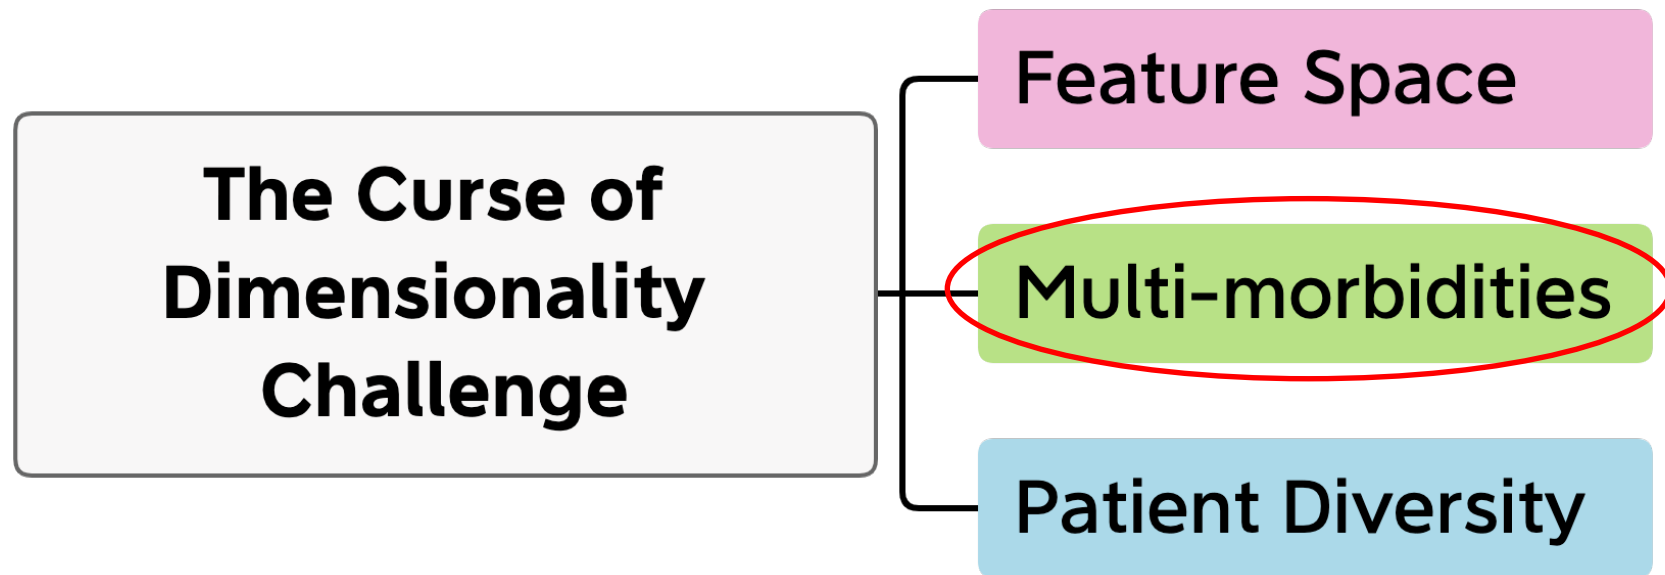 The Curse of
Dimensionality
Challenge
Feature Space
Multi-morbidities
Patient Diversity